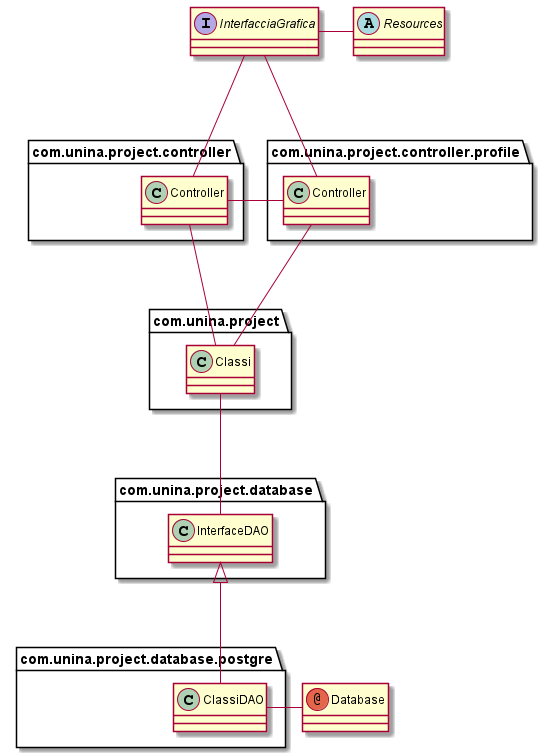 I InterfacciaGrafica
A Resources
com.unina.project.controller
com.unina.project.controller.profile
C Controller
C Controller
com.unina.project
C Classi
com.unina.project.database
C InterfaceDAO
com.unina.project.database.postgre
C ClassiDAO
@ Database